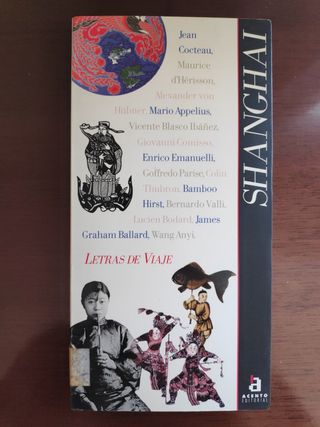 Jean
Cocteau,
Maurice
d'Hérisson,
Alexander von
Hübner, Mario Appelius,
Vicente Blasco Ibáñez,
Giovanni Comisso,
Enrico Emanuelli,
Goffredo Parise, Colin
Thubron, Bamboo
Hirst, Bernardo Valli,
Lucien Bodard, James
Graham Ballard, Wang Anyi.
LETRAS DE VIAJE
SHANGHAI
ACENTO
EDITORIAL